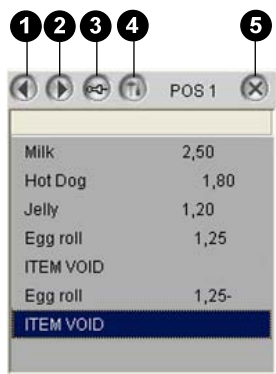 1 2 3 4 5
POS 1
Milk 2,50
Hot Dog 1,80
Jelly 1,20
Egg roll 1,25
ITEM VOID
Egg roll 1,25-
ITEM VOID